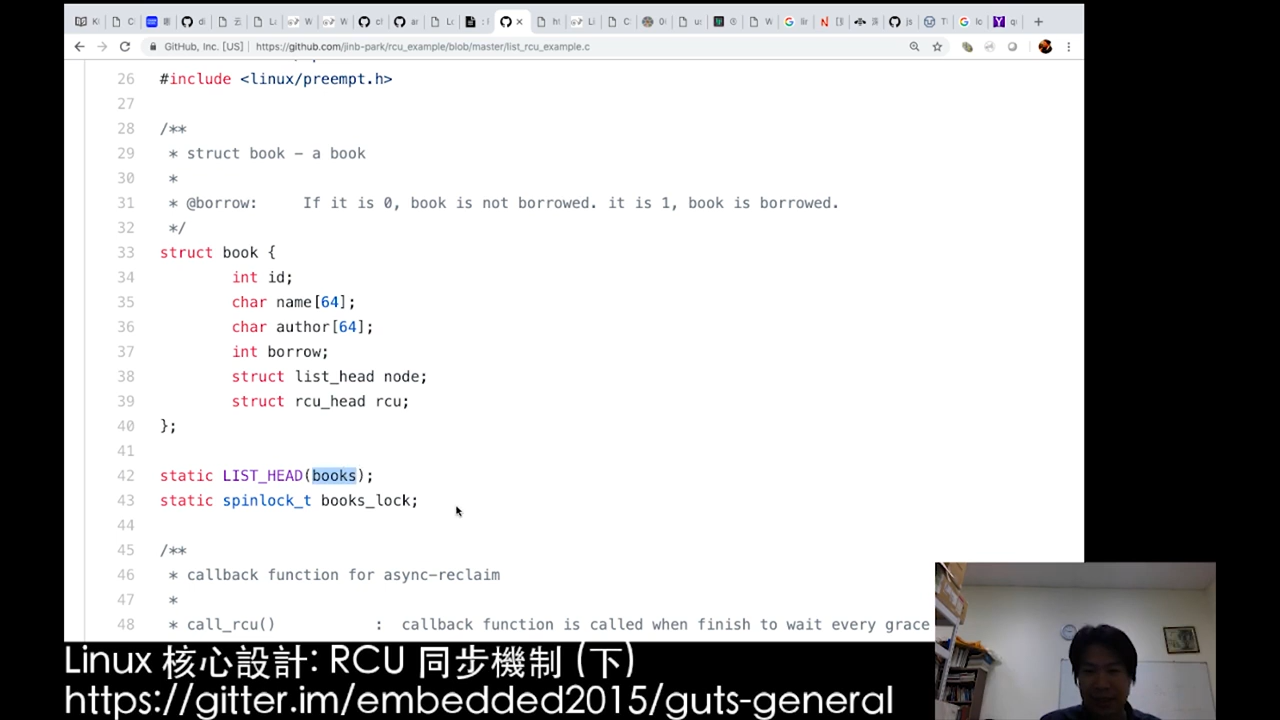 GitHub, Inc. [US] | https://github.com/jinb-park/rcu_example/blob/master/list_rcu_example.c
26 #include <linux/preempt.h>
27
28 /**
29 * struct book - a book
30 *
31 * @borrow: If it is 0, book is not borrowed. it is 1, book is borrowed.
32 */
33 struct book {
34 int id;
35 char name[64];
36 char author[64];
37 int borrow;
38 struct list_head node;
39 struct rcu_head rcu;
40 };
41
42 static LIST_HEAD(books);
43 static spinlock_t books_lock;
44
45 /**
46 * callback function for async-reclaim
47 *
48 * call_rcu() : callback function is called when finish to wait every grace
Linux 核心設計: RCU 同步機制 (下)
https://gitter.im/embedded2015/guts-general